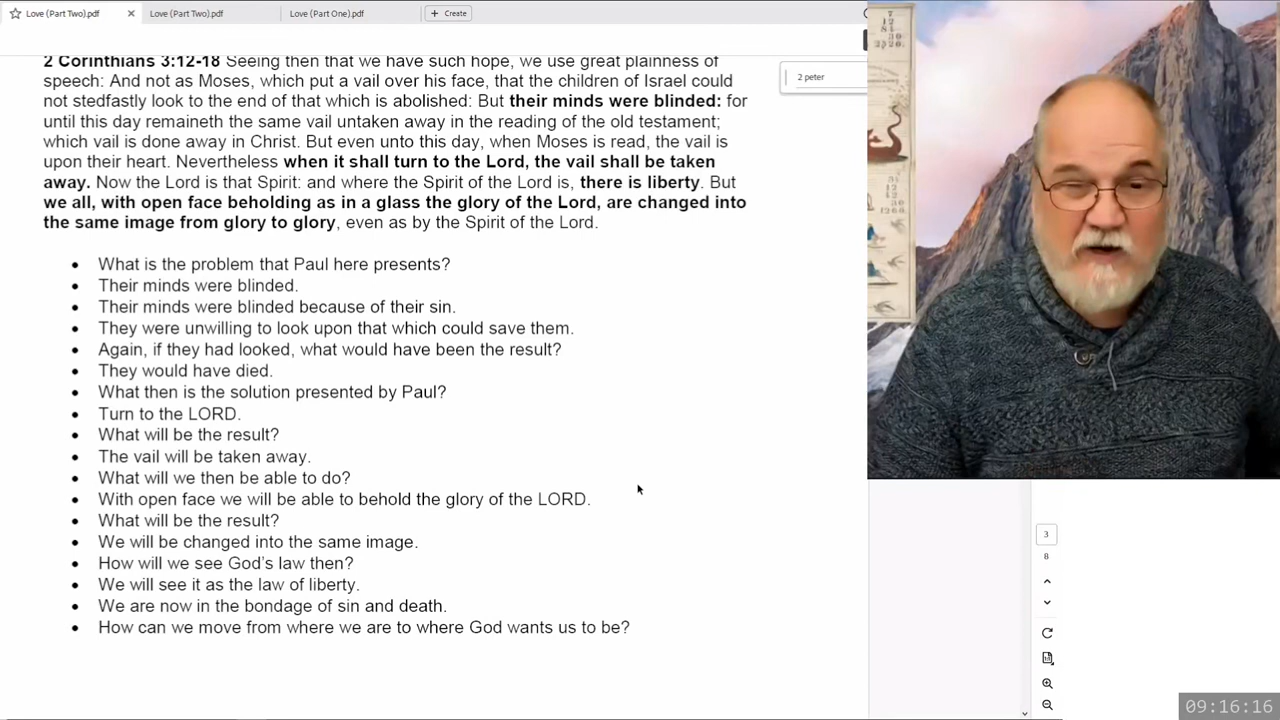 Love (Part Two).pdf
Love (Part Two).pdf
Love (Part One).pdf
Create
2 Corinthians 3:12-18 Seeing then that we have such hope, we use great plainness of
speech: And not as Moses, which put a vail over his face, that the children of Israel could
not stedfastly look to the end of that which is abolished: But their minds were blinded: for
until this day remaineth the same vail untaken away in the reading of the old testament;
which vail is done away in Christ. But even unto this day, when Moses is read, the vail is
upon their heart. Nevertheless when it shall turn to the Lord, the vail shall be taken
away. Now the Lord is that Spirit: and where the Spirit of the Lord is, there is liberty. But
we all, with open face beholding as in a glass the glory of the Lord, are changed into
the same image from glory to glory, even as by the Spirit of the Lord.
• What is the problem that Paul here presents?
• Their minds were blinded.
• Their minds were blinded because of their sin.
• They were unwilling to look upon that which could save them.
• Again, if they had looked, what would have been the result?
• They would have died.
• What then is the solution presented by Paul?
• Turn to the LORD.
• What will be the result?
• The vail will be taken away.
• What will we then be able to do?
• With open face we will be able to behold the glory of the LORD.
• What will be the result?
• We will be changed into the same image.
• How will we see God's law then?
• We will see it as the law of liberty.
• We are now in the bondage of sin and death.
• How can we move from where we are to where God wants us to be?
2 peter
3
8
09:16:16